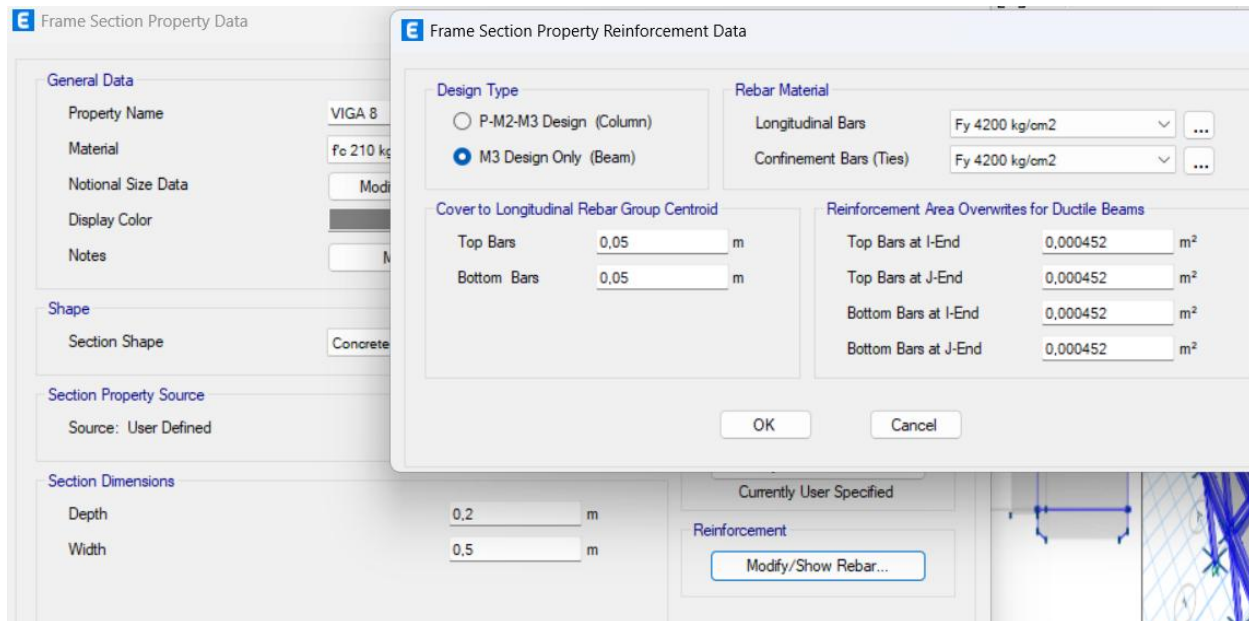 Frame Section Property Data
General Data
Property Name VIGA 8
Material
Notional Size Data
Display Color
Notes
Shape
Section Shape Concrete
Section Property Source
Source: User Defined
Section Dimensions
Depth 0,2 m
Width 0,5 m
Currently User Specified
Reinforcement
Modify/Show Rebar...
Frame Section Property Reinforcement Data
Design Type
P-M2-M3 Design (Column)
M3 Design Only (Beam)
Rebar Material
Longitudinal Bars Fy 4200 kg/cm2 ...
Confinement Bars (Ties) Fy 4200 kg/cm2 ...
Cover to Longitudinal Rebar Group Centroid
Top Bars 0,05 m
Bottom Bars 0,05 m
Reinforcement Area Overwrites for Ductile Beams
Top Bars at I-End 0,000452 m²
Top Bars at J-End 0,000452 m²
Bottom Bars at I-End 0,000452 m²
Bottom Bars at J-End 0,000452 m²
OK Cancel